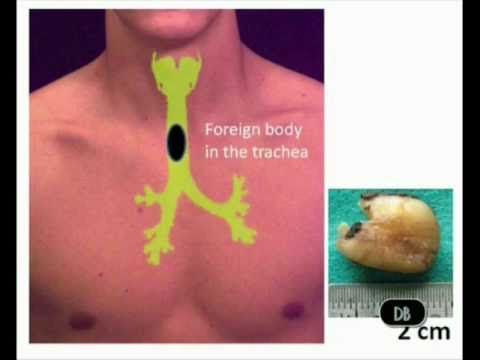 Foreign body
in the trachea
DB
2 cm